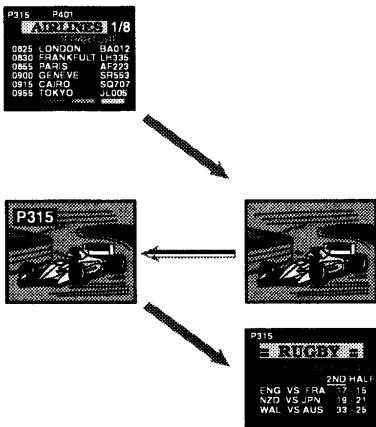 P315 P401
AIRLINES 1/8
0825 LONDON BA012
0830 FRANKFULT LH335
0855 PARIS AF223
0900 GENEVE SR553
0915 CAIRO SQ707
0955 TOKYO JL005
P315
P315
RUGBY
2ND HALF
ENG VS FRA 17 - 15
NZD VS JPN 19 - 21
WAL VS AUS 33 - 25